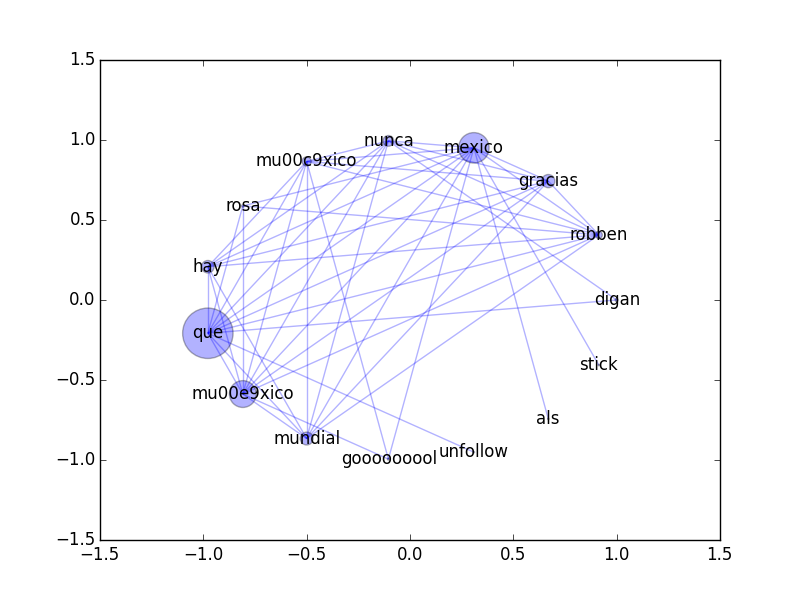 1.5
1.0
0.5
0.0
−0.5
−1.0
−1.5
−1.5
−1.0
−0.5
0.0
0.5
1.0
1.5
nunca
mexico
mu00c9xico
gracias
rosa
robben
hay
digan
que
stick
mu00e9xico
als
mundial
unfollow
goooooool